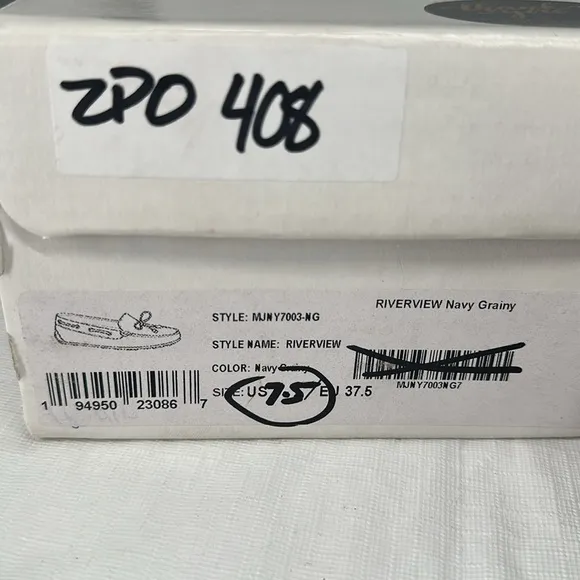 ZPO 408
RIVERVIEW Navy Grainy
STYLE: MJNY7003-NG
STYLE NAME: RIVERVIEW
COLOR: Navy Grainy
MJNY7003NG7
SIZE: US 7.5 / EU 37.5
1 94950 23086 7